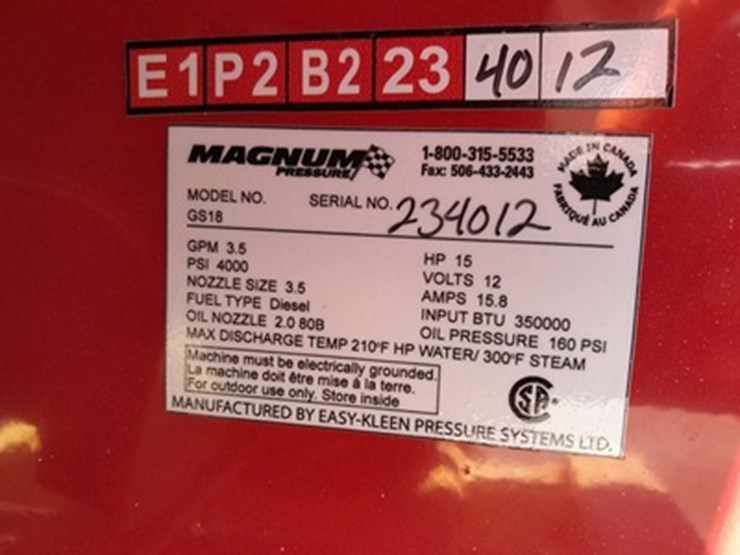 E1 P2 B2 23 40 12
MAGNUM
PRESSURE
1-800-315-5533
Fax: 506-433-2443
MADE IN CANADA
FABRIQUÉ AU CANADA
MODEL NO.
GS18
SERIAL NO. 234012
GPM 3.5
PSI 4000
NOZZLE SIZE 3.5
FUEL TYPE Diesel
OIL NOZZLE 2.0 80B
HP 15
VOLTS 12
AMPS 15.8
INPUT BTU 350000
OIL PRESSURE 160 PSI
MAX DISCHARGE TEMP 210°F HP WATER/ 300°F STEAM
Machine must be electrically grounded.
La machine doit être mise à la terre.
For outdoor use only. Store inside
CSA
MANUFACTURED BY EASY-KLEEN PRESSURE SYSTEMS LTD.